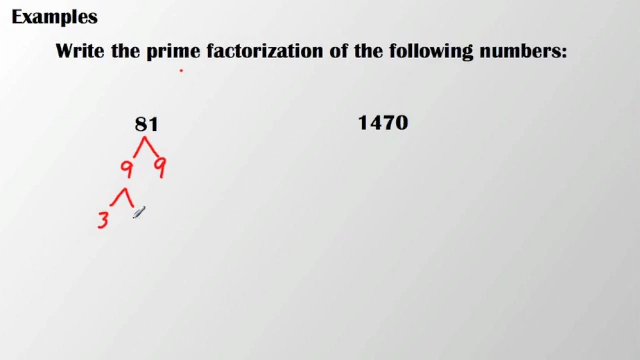 Examples
Write the prime factorization of the following numbers:
81 1470
9 9
3